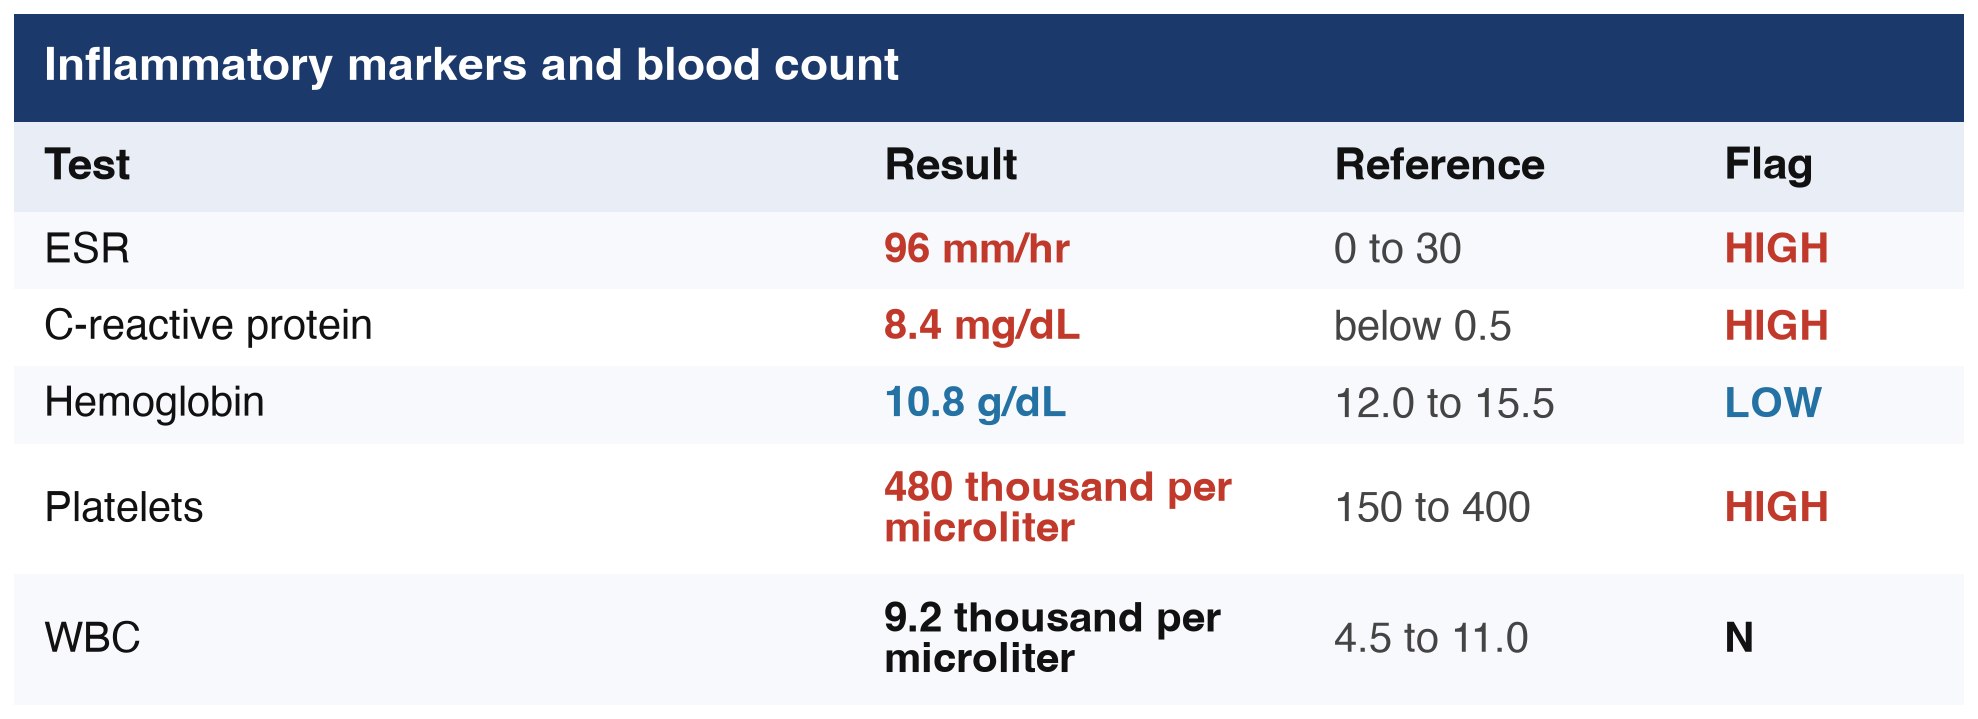 Inflammatory markers and blood count
Test Result Reference Flag
ESR 96 mm/hr 0 to 30 HIGH
C-reactive protein 8.4 mg/dL below 0.5 HIGH
Hemoglobin 10.8 g/dL 12.0 to 15.5 LOW
Platelets 480 thousand per microliter 150 to 400 HIGH
WBC 9.2 thousand per microliter 4.5 to 11.0 N